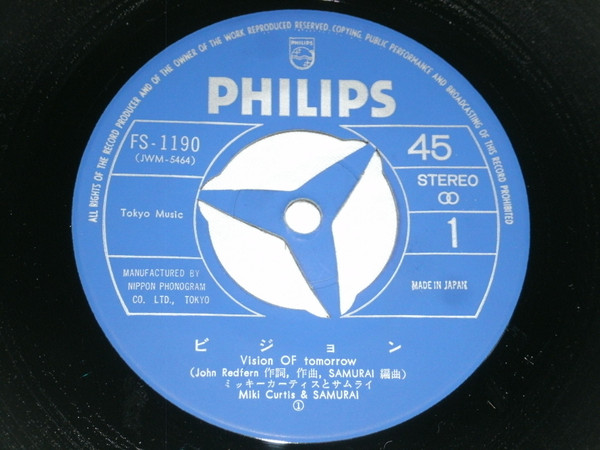 ALL RIGHTS OF THE RECORD PRODUCER AND OF THE OWNER OF THE WORK REPRODUCED RESERVED. COPYING, PUBLIC PERFORMANCE AND BROADCASTING OF THIS RECORD PROHIBITED
PHILIPS
PHILIPS
FS-1190
(JWM-5464)
45
STEREO
Tokyo Music
1
MANUFACTURED BY
NIPPON PHONOGRAM
CO. LTD., TOKYO
MADE IN JAPAN
ビジョン
Vision OF tomorrow
(John Redfern 作詞, 作曲, SAMURAI 編曲)
ミッキーカーティスとサムライ
Miki Curtis & SAMURAI
①